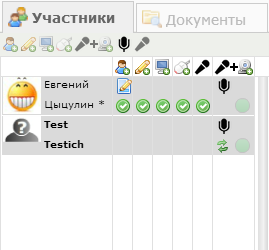 Участники
Документы
Евгений
Цыцулин *
Test
Testich